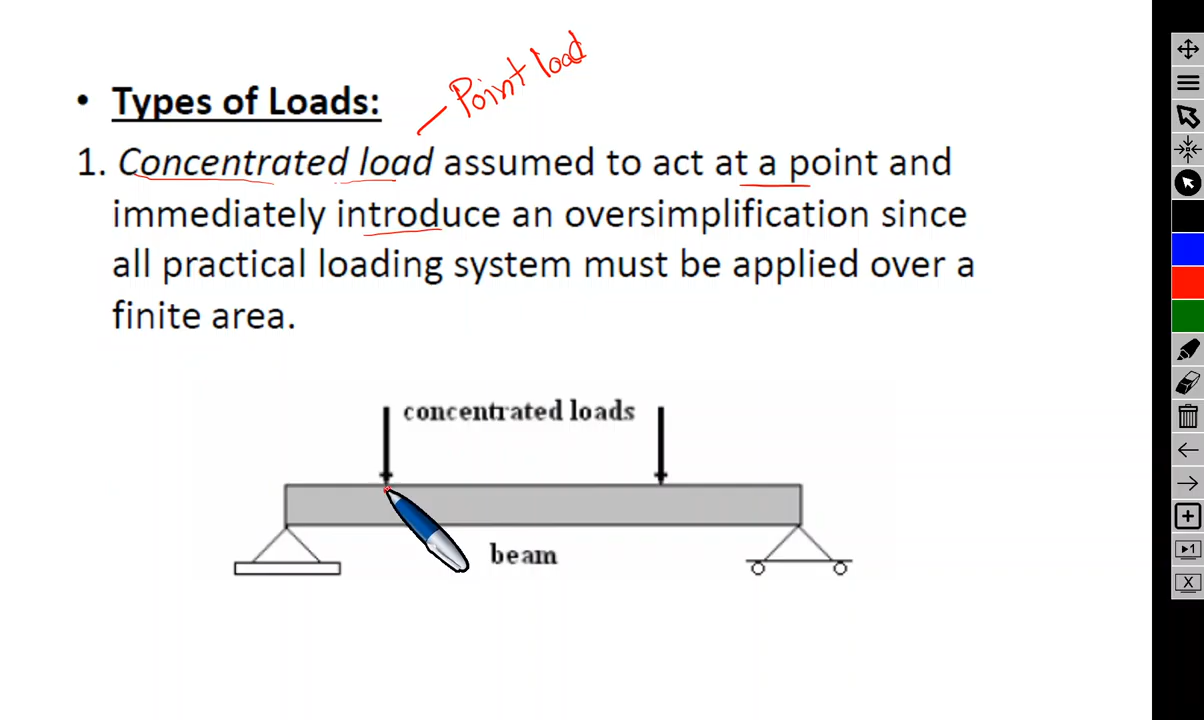 Point load
• Types of Loads:
1. Concentrated load assumed to act at a point and
immediately introduce an oversimplification since
all practical loading system must be applied over a
finite area.
concentrated loads
beam
1
X